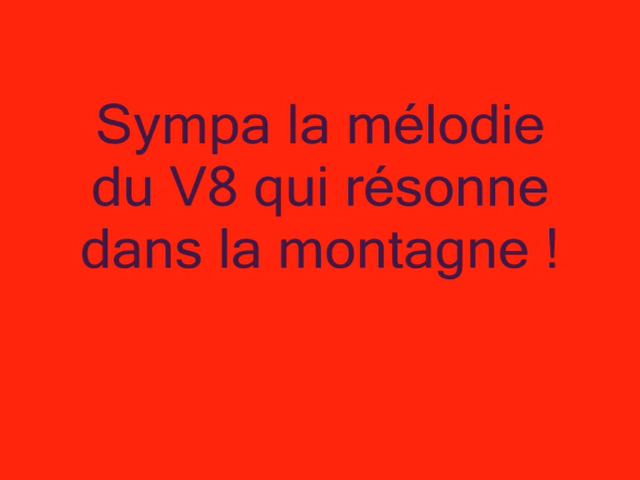 Sympa la mélodie
du V8 qui résonne
dans la montagne !